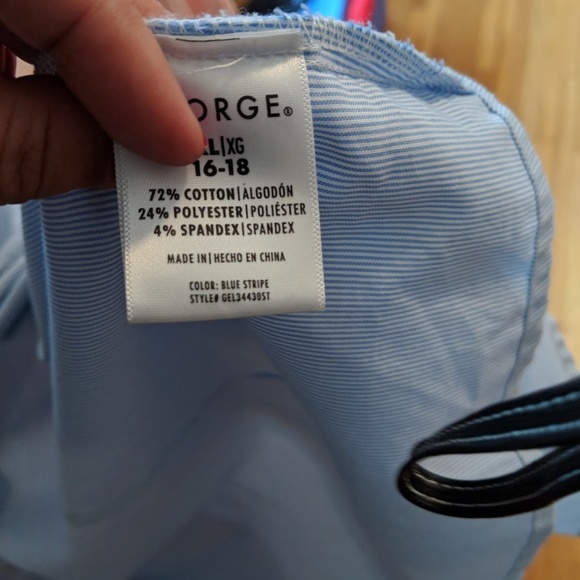 ORGE®
XL|XG
16-18
72% COTTON|ALGODÓN
24% POLYESTER|POLIÉSTER
4% SPANDEX|SPANDEX
MADE IN|HECHO EN CHINA
COLOR: BLUE STRIPE
STYLE# GEL34430ST